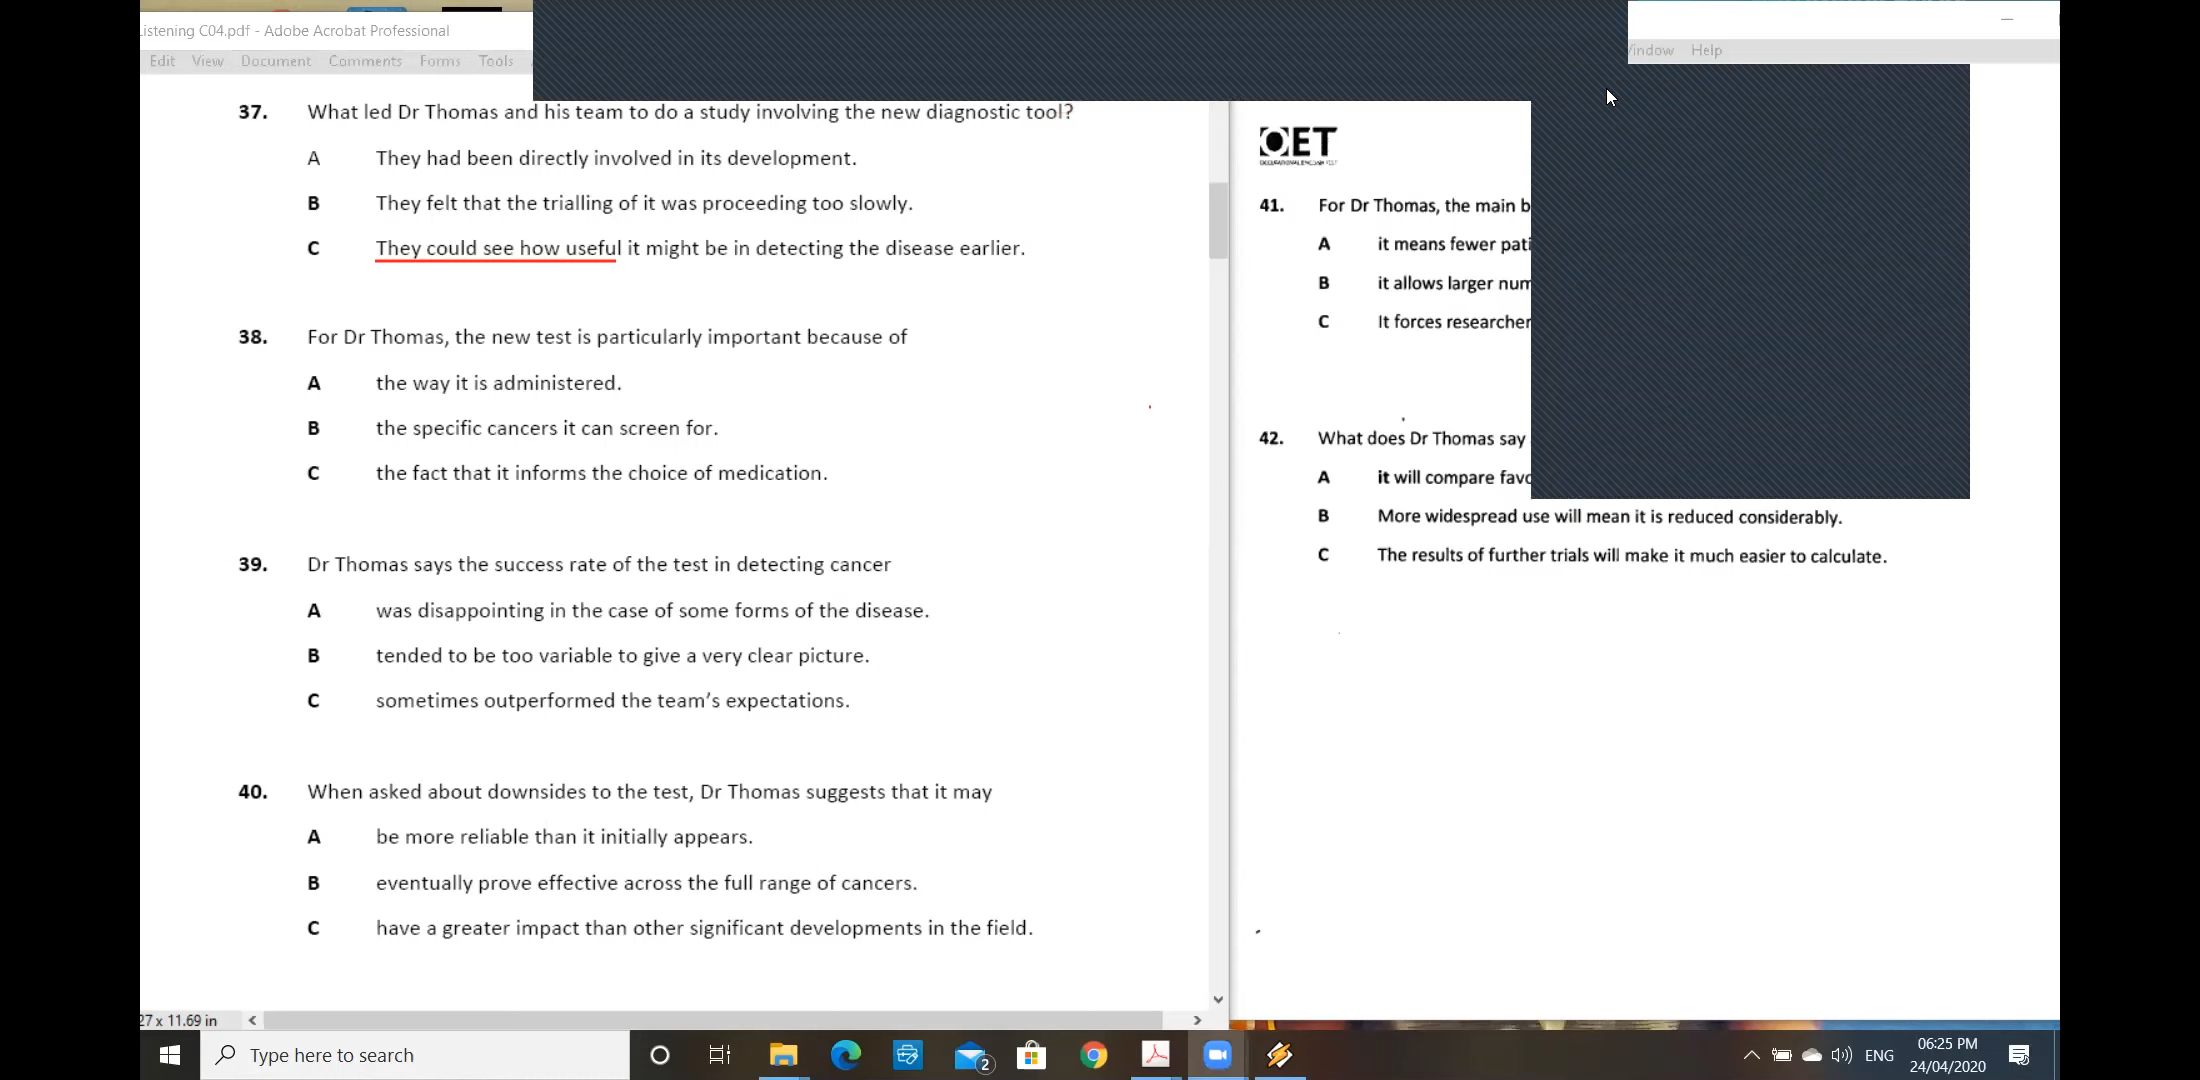 Listening C04.pdf - Adobe Acrobat Professional
Edit View Document Comments Forms Tools
Window Help
37. What led Dr Thomas and his team to do a study involving the new diagnostic tool?
A They had been directly involved in its development.
B They felt that the trialling of it was proceeding too slowly.
C They could see how useful it might be in detecting the disease earlier.
38. For Dr Thomas, the new test is particularly important because of
A the way it is administered.
B the specific cancers it can screen for.
C the fact that it informs the choice of medication.
39. Dr Thomas says the success rate of the test in detecting cancer
A was disappointing in the case of some forms of the disease.
B tended to be too variable to give a very clear picture.
C sometimes outperformed the team's expectations.
40. When asked about downsides to the test, Dr Thomas suggests that it may
A be more reliable than it initially appears.
B eventually prove effective across the full range of cancers.
C have a greater impact than other significant developments in the field.
27 x 11.69 in
OET
OCCUPATIONAL ENGLISH TEST
41. For Dr Thomas, the main b
A it means fewer pati
B it allows larger num
C It forces researcher
42. What does Dr Thomas say
A it will compare favo
B More widespread use will mean it is reduced considerably.
C The results of further trials will make it much easier to calculate.
Type here to search
2
ENG
06:25 PM
24/04/2020